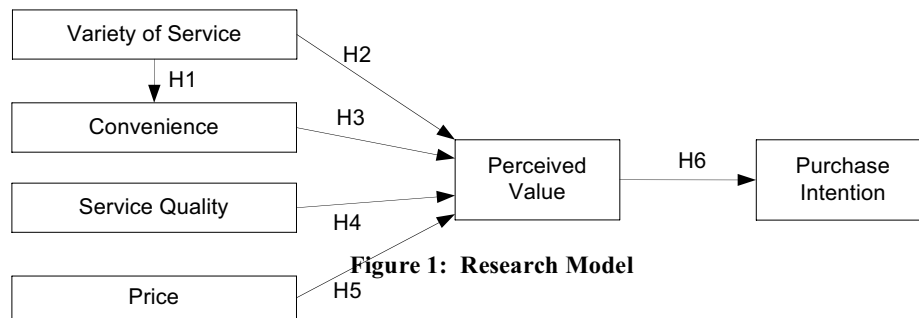 Variety of Service
H2
H1
Convenience
H3
Perceived
Value
H6
Purchase
Intention
Service Quality
H4
Figure 1: Research Model
Price
H5